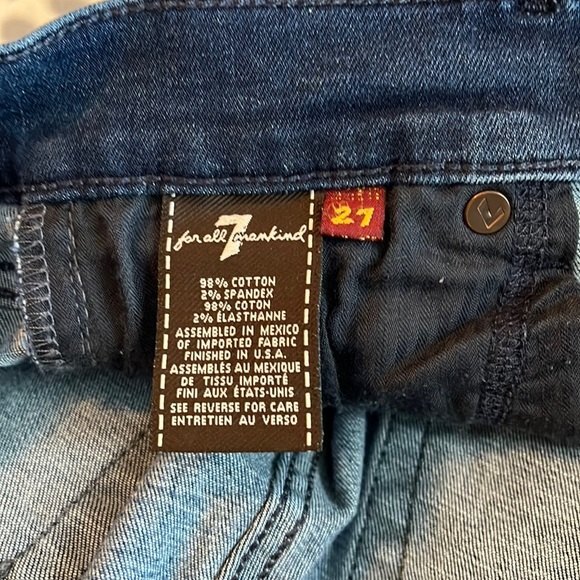 7
for all mankind
27
98% COTTON
2% SPANDEX
98% COTON
2% ÉLASTHANNE
ASSEMBLED IN MEXICO
OF IMPORTED FABRIC
FINISHED IN U.S.A.
ASSEMBLÉS AU MEXIQUE
DE TISSU IMPORTÉ
FINI AUX ÉTATS-UNIS
SEE REVERSE FOR CARE
ENTRETIEN AU VERSO